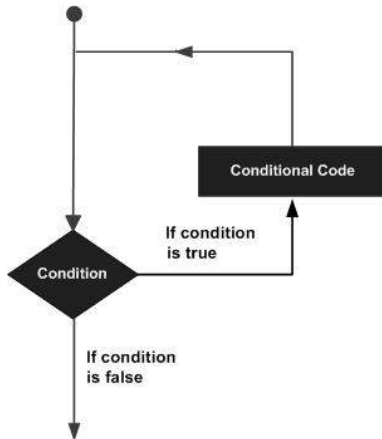 Conditional Code
If condition
is true
Condition
If condition
is false